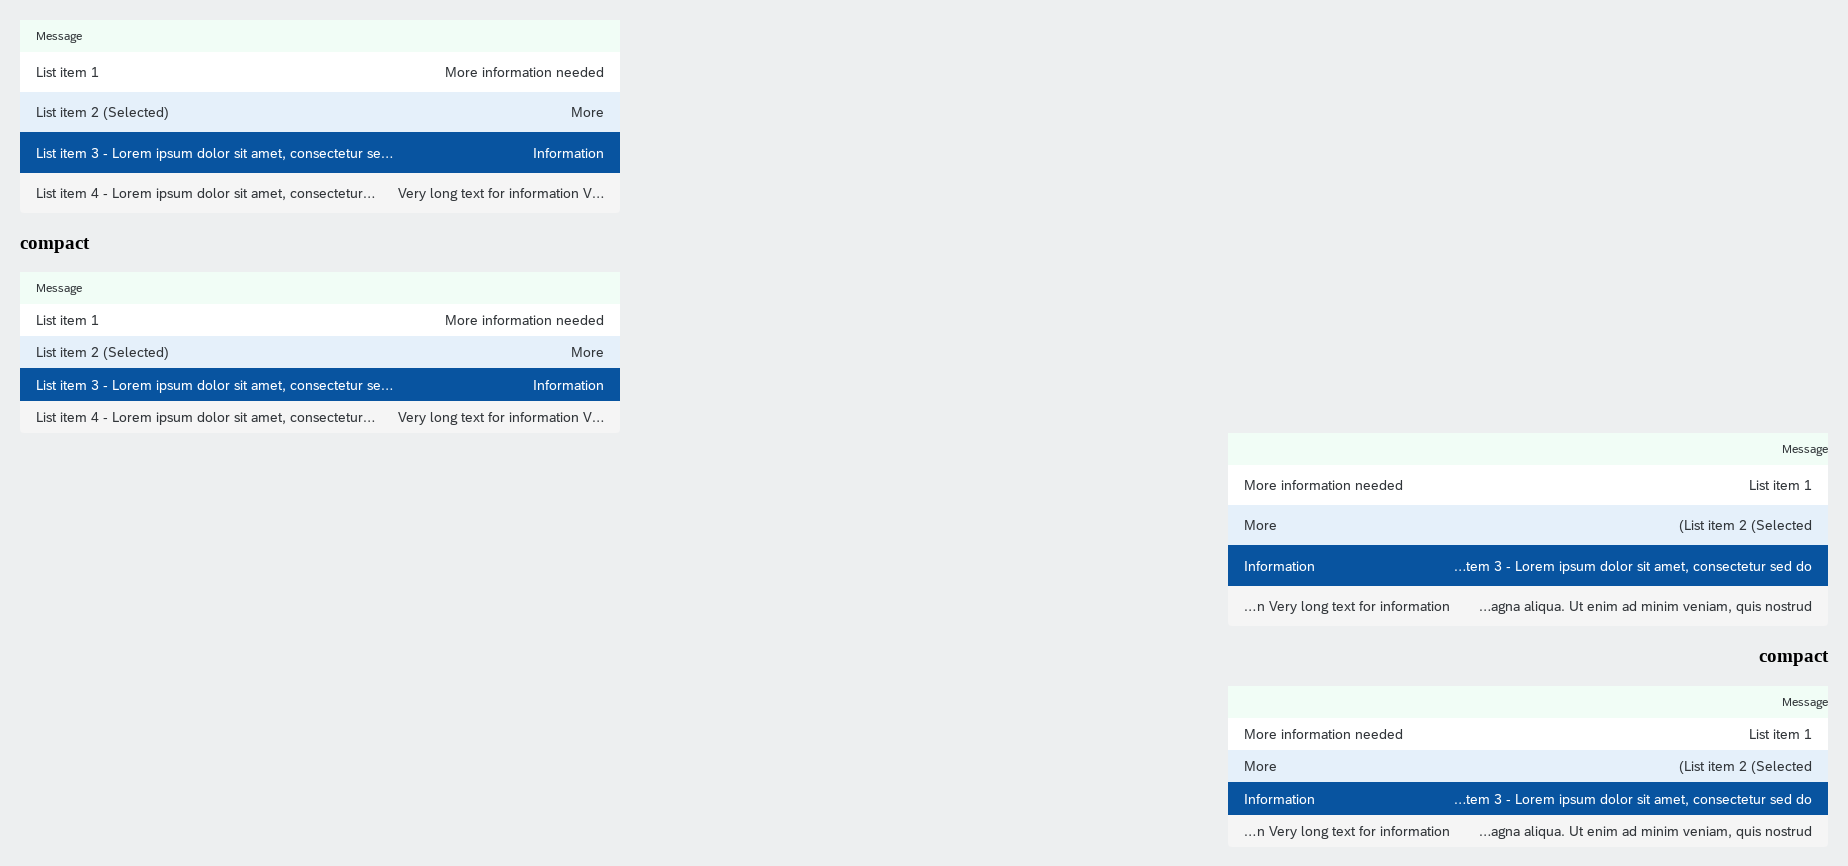 Message
List item 1 More information needed
List item 2 (Selected) More
List item 3 - Lorem ipsum dolor sit amet, consectetur se... Information
List item 4 - Lorem ipsum dolor sit amet, consectetur... Very long text for information V...
compact
Message
List item 1 More information needed
List item 2 (Selected) More
List item 3 - Lorem ipsum dolor sit amet, consectetur se... Information
List item 4 - Lorem ipsum dolor sit amet, consectetur... Very long text for information V...
Message
More information needed List item 1
More (List item 2 (Selected
Information ...tem 3 - Lorem ipsum dolor sit amet, consectetur sed do
...n Very long text for information ...agna aliqua. Ut enim ad minim veniam, quis nostrud
compact
Message
More information needed List item 1
More (List item 2 (Selected
Information ...tem 3 - Lorem ipsum dolor sit amet, consectetur sed do
...n Very long text for information ...agna aliqua. Ut enim ad minim veniam, quis nostrud